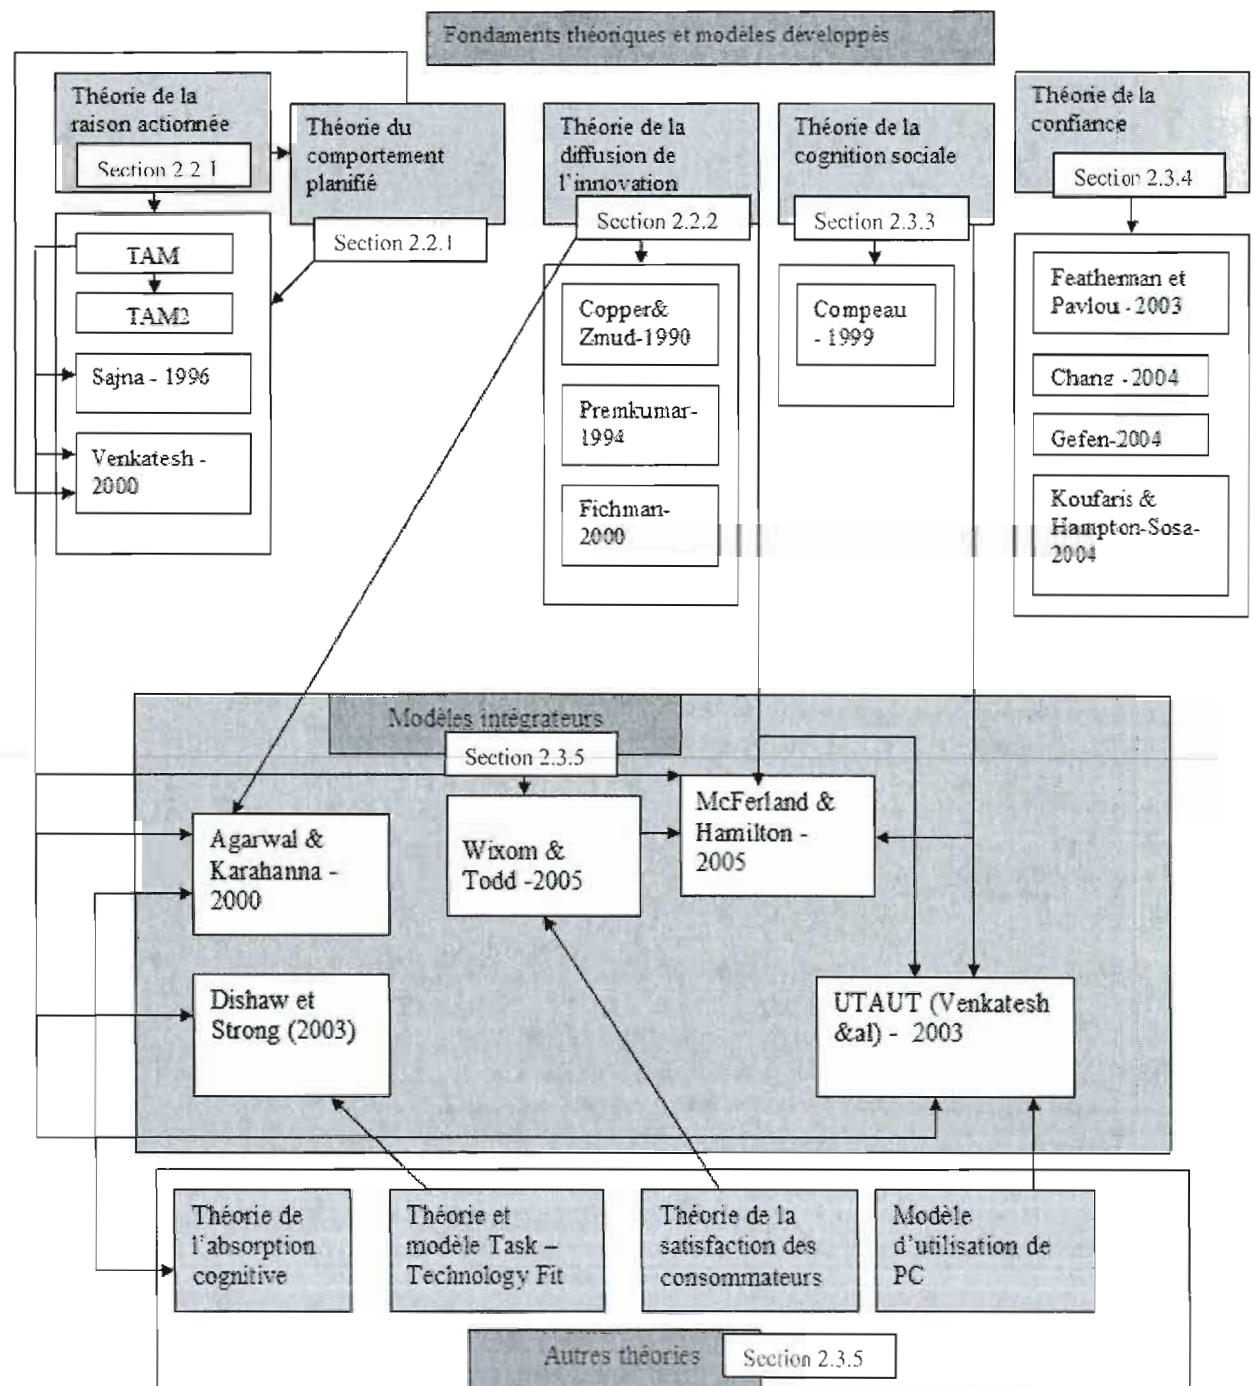 Fondaments théoriques et modèles développés
Théorie de la
raison actionnée
Section 2.2.1
Théorie du
comportement
planifié
Section 2.2.1
Théorie de la
diffusion de
l'innovation
Section 2.2.2
Théorie de la
cognition sociale
Section 2.3.3
Théorie de la
confiance
Section 2.3.4
TAM
TAM2
Sajna - 1996
Venkatesh -
2000
Copper&
Zmud-1990
Premkumar-
1994
Fichman-
2000
Compeau
- 1999
Featherman et
Pavlou - 2003
Chang - 2004
Gefen-2004
Koufaris &
Hampton-Sosa-
2004
Modèles intégrateurs
Section 2.3.5
Agarwal &
Karahanna -
2000
Wixom &
Todd -2005
McFerland &
Hamilton -
2005
Dishaw et
Strong (2003)
UTAUT (Venkatesh
&al) - 2003
Théorie de
l'absorption
cognitive
Théorie et
modèle Task –
Technology Fit
Théorie de la
satisfaction des
consommateurs
Modèle
d'utilisation de
PC
Autres théories
Section 2.3.5